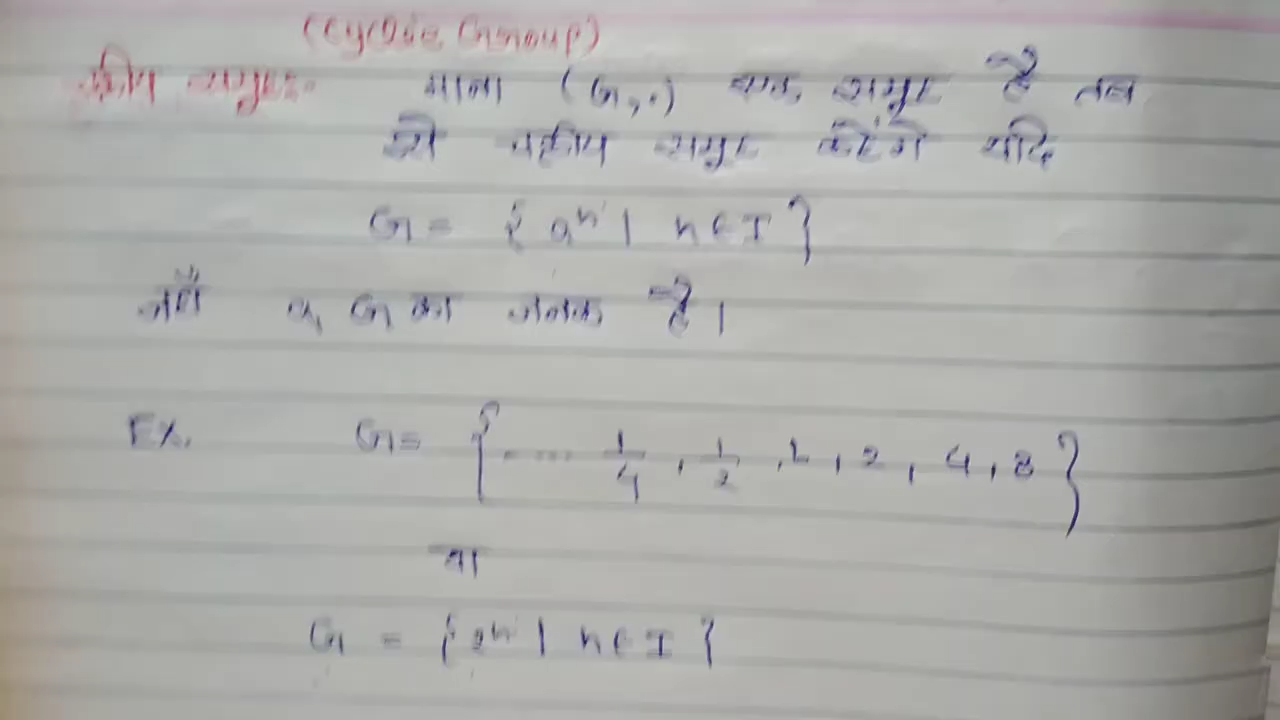 (Cyclic Group)
चक्रीय समूह:- माना (G, .) एक समूह है तब
इसे चक्रीय समूह कहेंगे यदि
G = { aⁿ | n ∈ I }
जहाँ a, G का जनक है।
Ex. G = { ..... 1/4, 1/2, 1, 2, 4, 8 }
या
G = { 2ⁿ | n ∈ I }